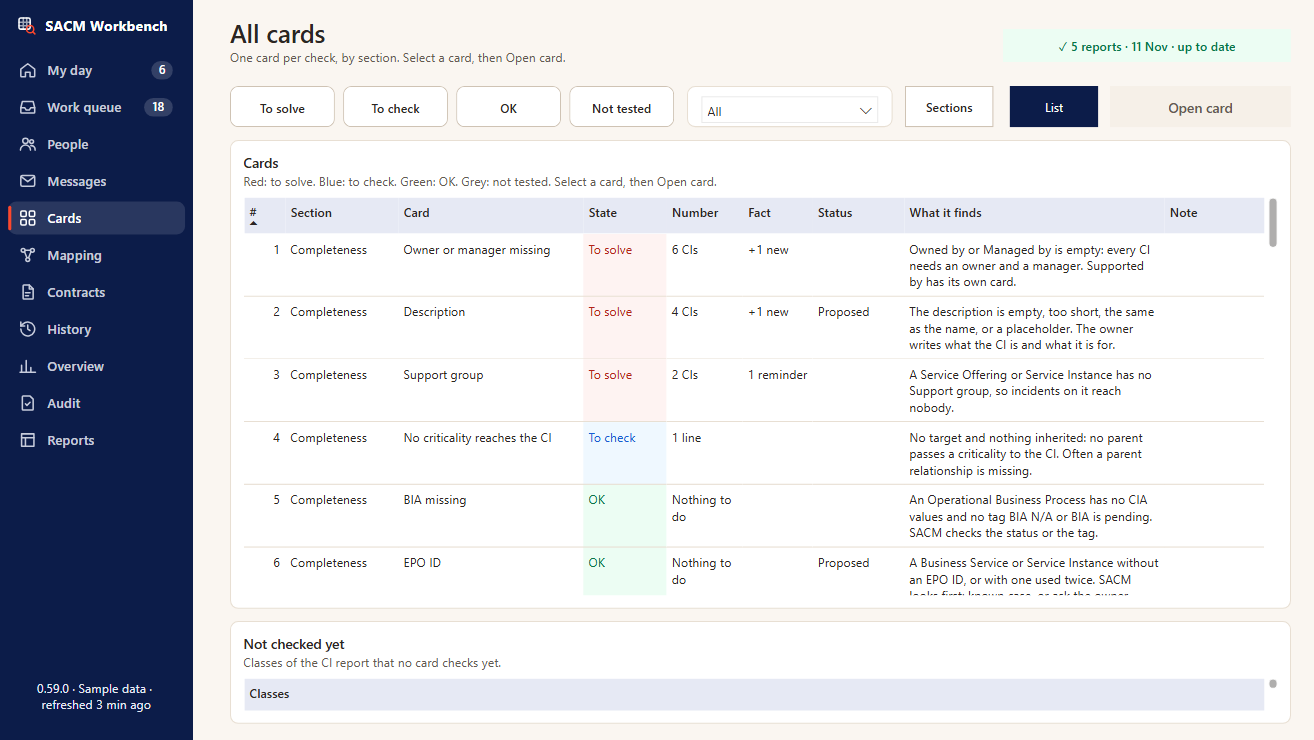 SACM Workbench
My day 6
Work queue 18
People
Messages
Cards
Mapping
Contracts
History
Overview
Audit
Reports
0.59.0 · Sample data ·
refreshed 3 min ago
All cards
One card per check, by section. Select a card, then Open card.
✓ 5 reports · 11 Nov · up to date
To solve To check OK Not tested All Sections List Open card
Cards
Red: to solve. Blue: to check. Green: OK. Grey: not tested. Select a card, then Open card.
# Section Card State Number Fact Status What it finds Note
1 Completeness Owner or manager missing To solve 6 CIs +1 new Owned by or Managed by is empty: every CI
needs an owner and a manager. Supported
by has its own card.
2 Completeness Description To solve 4 CIs +1 new Proposed The description is empty, too short, the same
as the name, or a placeholder. The owner
writes what the CI is and what it is for.
3 Completeness Support group To solve 2 CIs 1 reminder A Service Offering or Service Instance has no
Support group, so incidents on it reach
nobody.
4 Completeness No criticality reaches the CI To check 1 line No target and nothing inherited: no parent
passes a criticality to the CI. Often a parent
relationship is missing.
5 Completeness BIA missing OK Nothing to An Operational Business Process has no CIA
do values and no tag BIA N/A or BIA is pending.
SACM checks the status or the tag.
6 Completeness EPO ID OK Nothing to Proposed A Business Service or Service Instance without
do an EPO ID, or with one used twice. SACM
looks first: known case, or ask the owner.
Not checked yet
Classes of the CI report that no card checks yet.
Classes